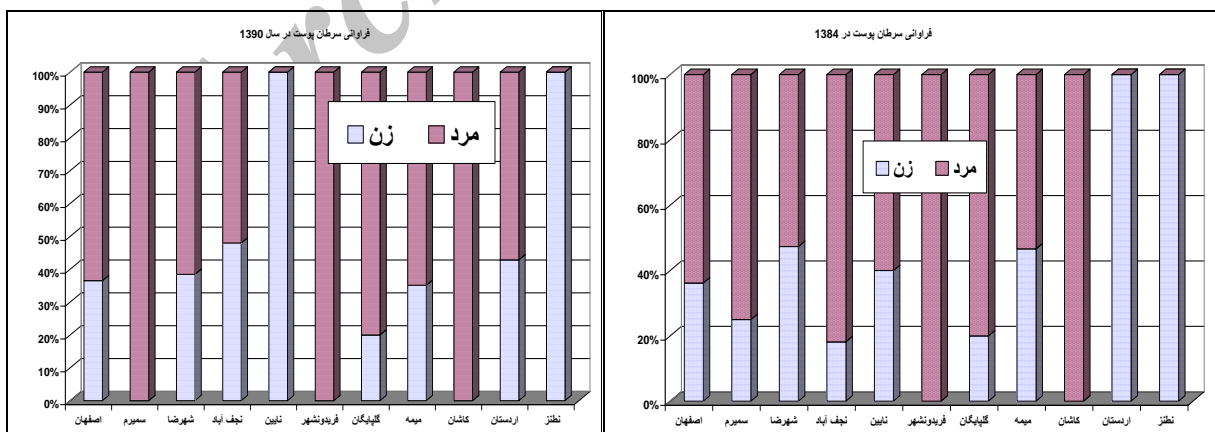 فراوانی سرطان پوست در 1384
100%
80%
60%
40%
20%
0%
زن
مرد
اصفهان
سمیرم
شهرضا
نجف آباد
نایین
فریدونشهر
گلپایگان
میمه
کاشان
اردستان
نطنز
فراوانی سرطان پوست در سال 1390
100%
90%
80%
70%
60%
50%
40%
30%
20%
10%
0%
زن
مرد
اصفهان
سمیرم
شهرضا
نجف آباد
نایین
فریدونشهر
گلپایگان
میمه
کاشان
اردستان
نطنز